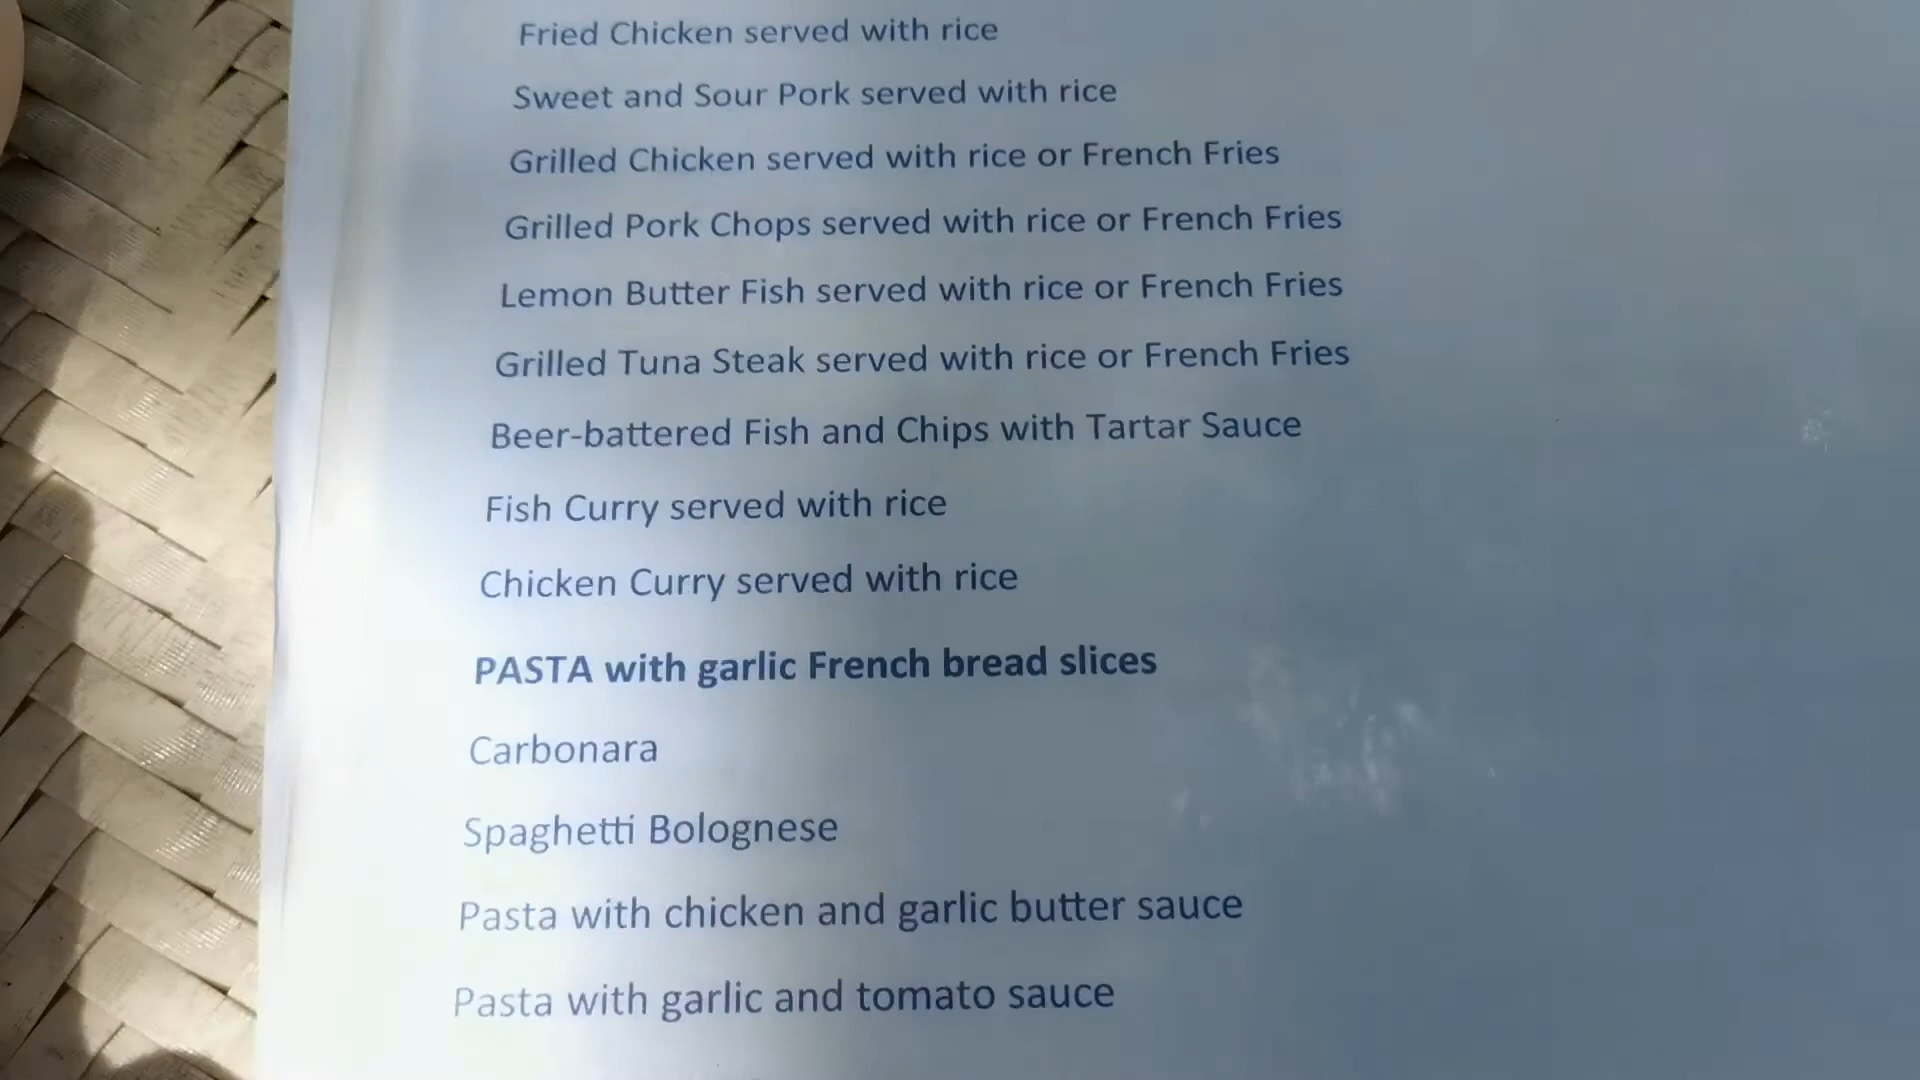 Fried Chicken served with rice
Sweet and Sour Pork served with rice
Grilled Chicken served with rice or French Fries
Grilled Pork Chops served with rice or French Fries
Lemon Butter Fish served with rice or French Fries
Grilled Tuna Steak served with rice or French Fries
Beer-battered Fish and Chips with Tartar Sauce
Fish Curry served with rice
Chicken Curry served with rice
PASTA with garlic French bread slices
Carbonara
Spaghetti Bolognese
Pasta with chicken and garlic butter sauce
Pasta with garlic and tomato sauce